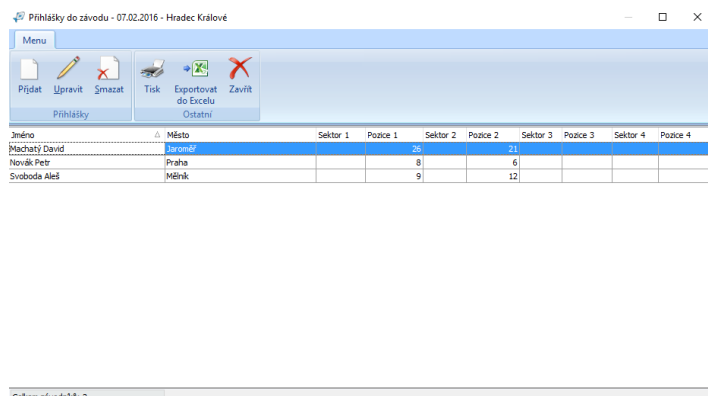 Přihlášky do závodu - 07.02.2016 - Hradec Králové
Menu
Přidat Upravit Smazat Tisk Exportovat do Excelu Zavřít
Přihlášky Ostatní
Jméno Město Sektor 1 Pozice 1 Sektor 2 Pozice 2 Sektor 3 Pozice 3 Sektor 4 Pozice 4
Machatý David Jaroměř 26 21
Novák Petr Praha 8 6
Svoboda Aleš Mělník 9 12